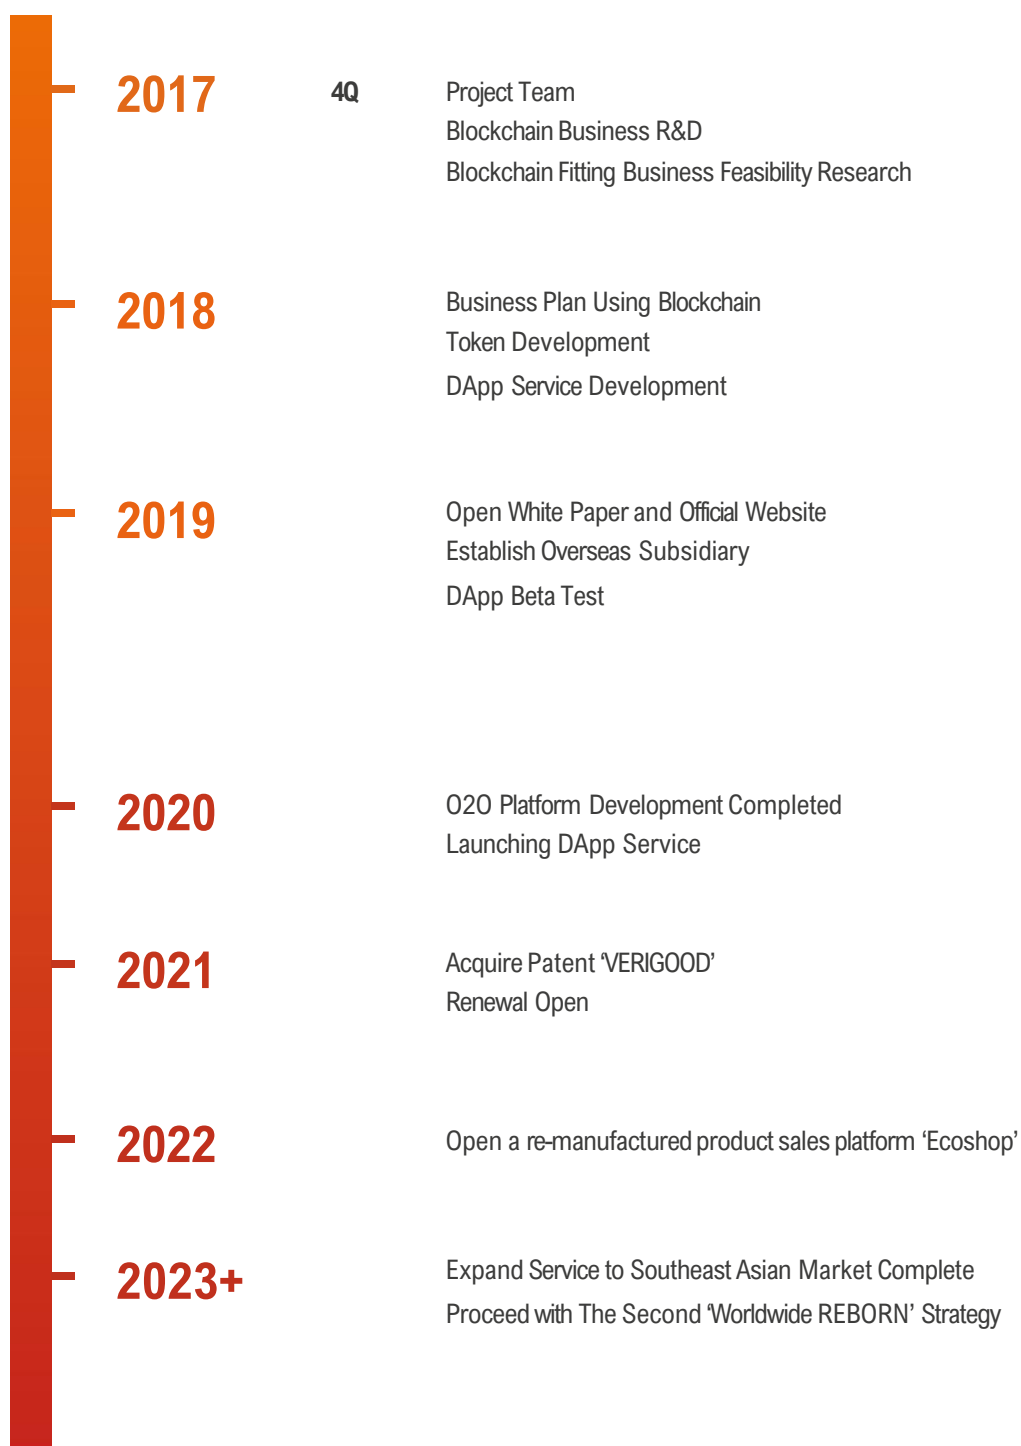 2017 4Q Project Team
Blockchain Business R&D
Blockchain Fitting Business Feasibility Research
2018 Business Plan Using Blockchain
Token Development
DApp Service Development
2019 Open White Paper and Official Website
Establish Overseas Subsidiary
DApp Beta Test
2020 O2O Platform Development Completed
Launching DApp Service
2021 Acquire Patent ‘VERIGOOD’
Renewal Open
2022 Open a re-manufactured product sales platform ‘Ecoshop’
2023+ Expand Service to Southeast Asian Market Complete
Proceed with The Second ‘Worldwide REBORN’ Strategy